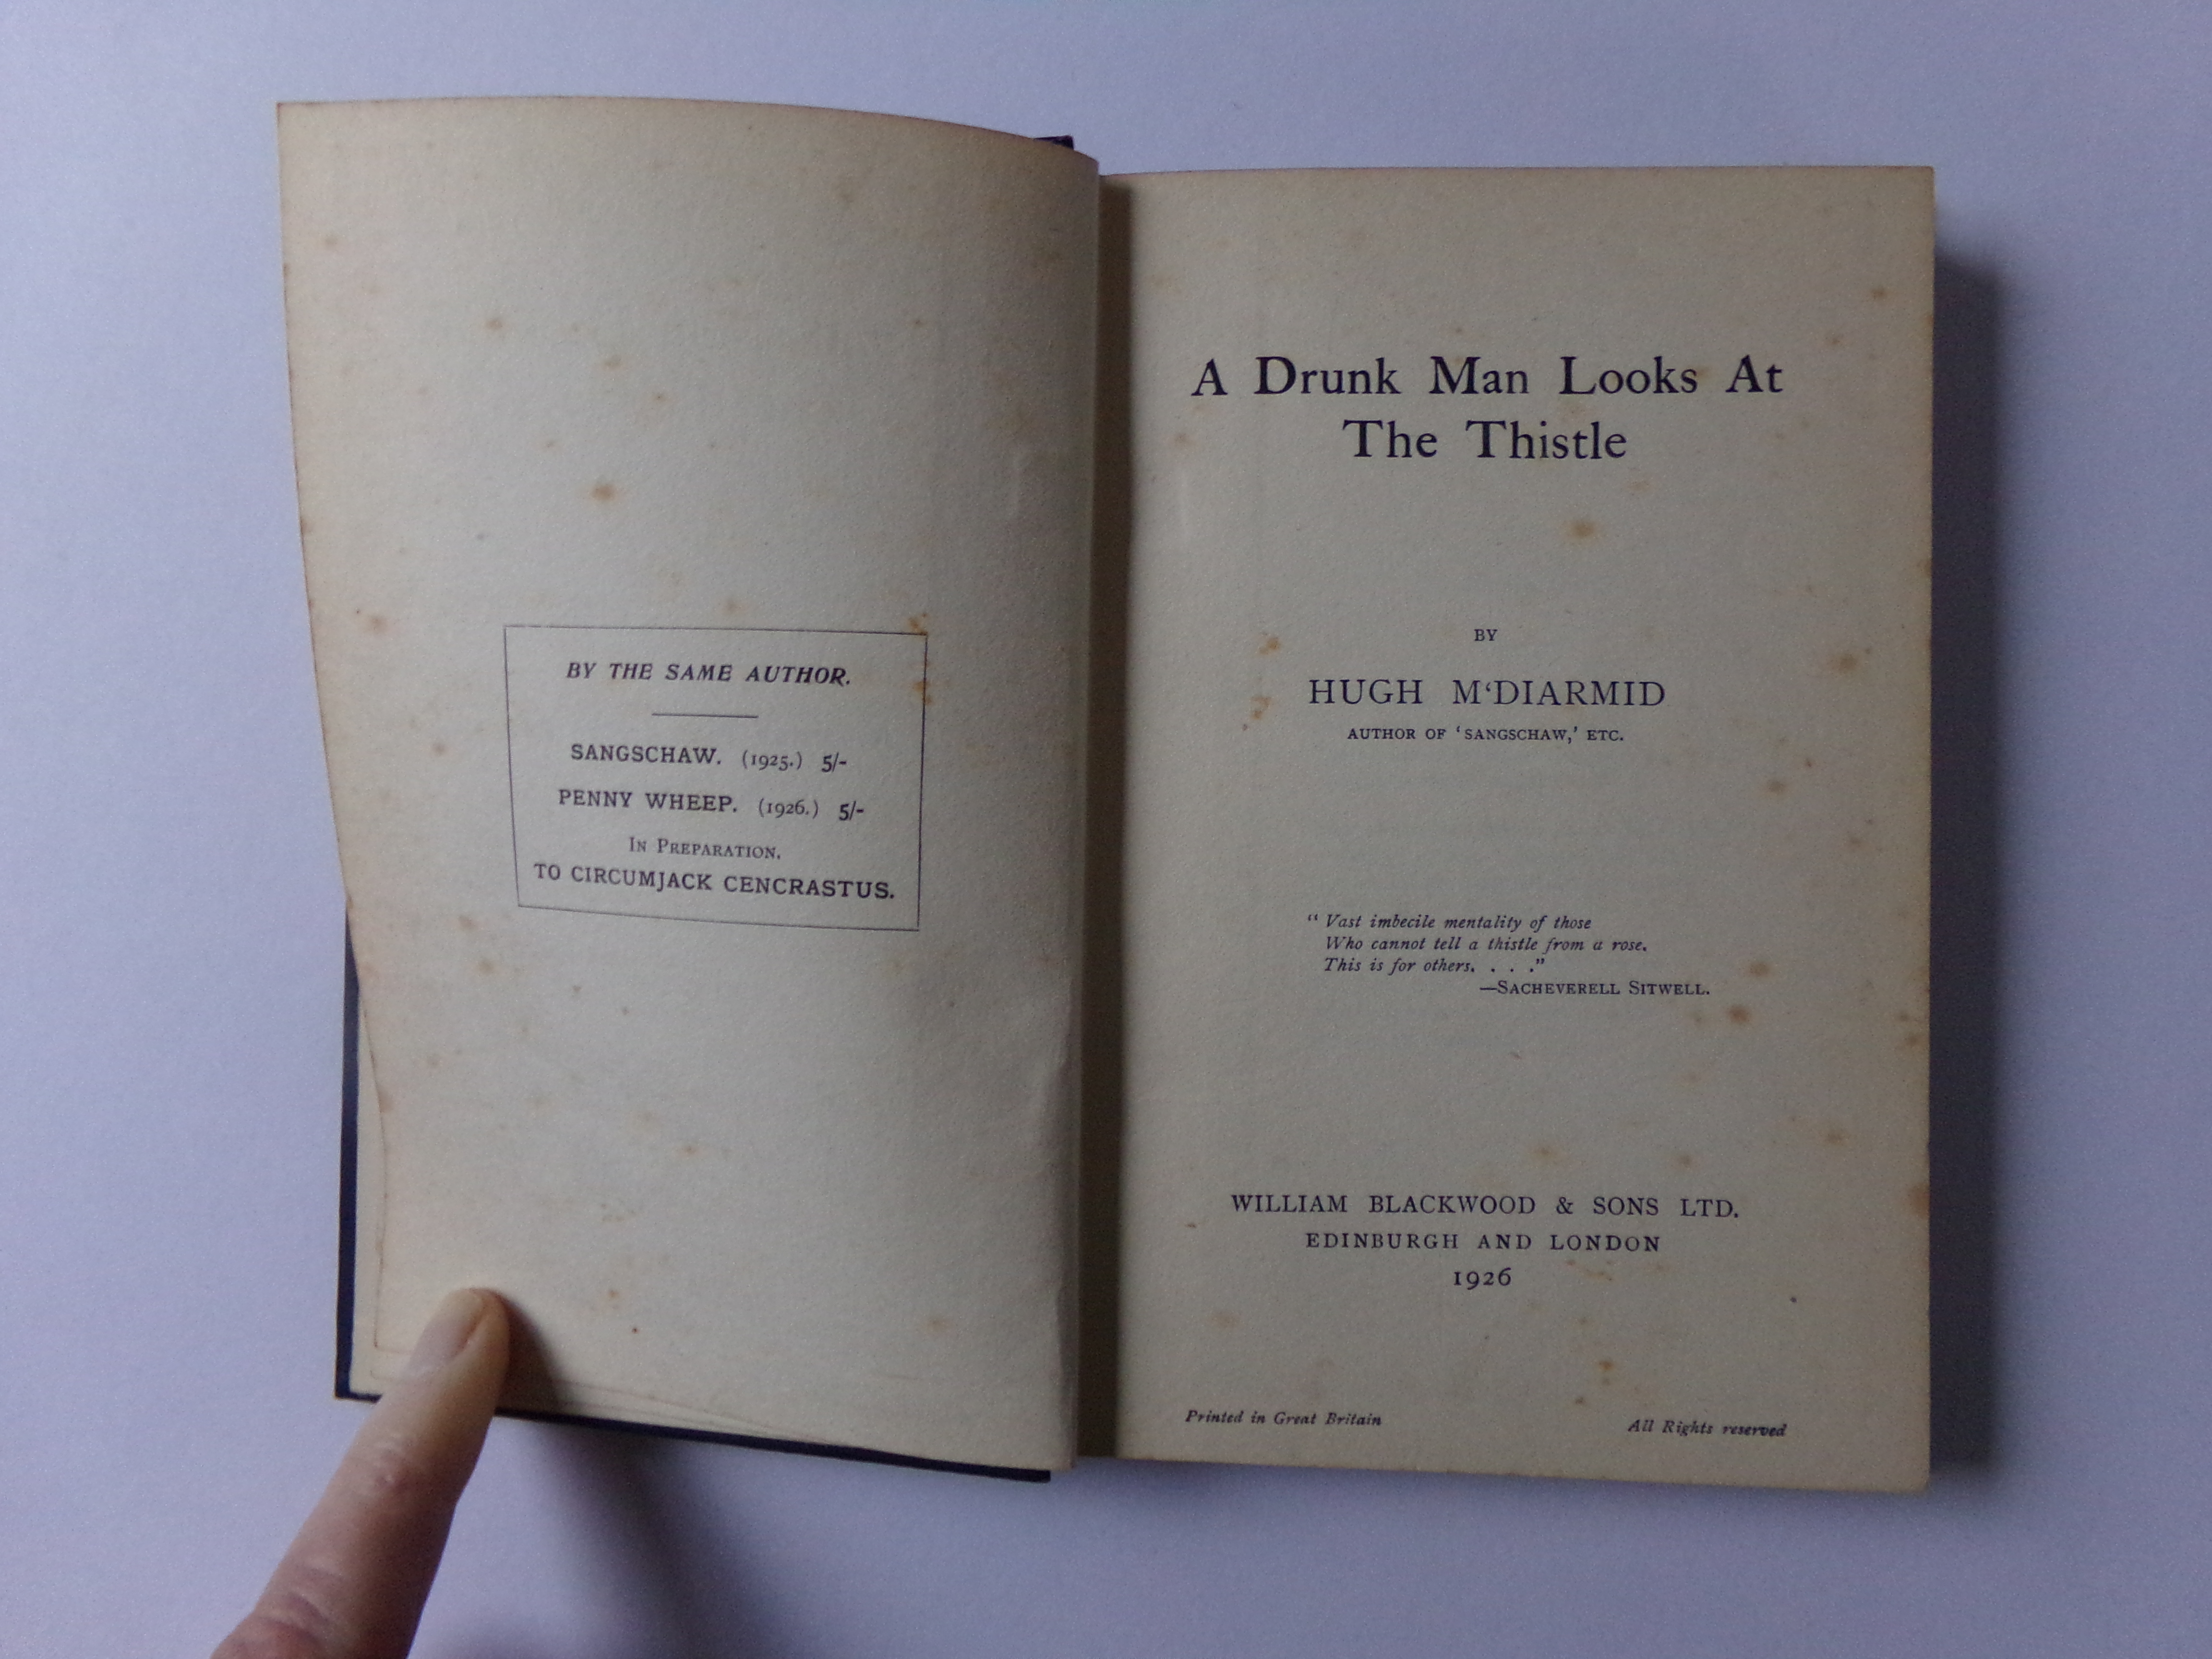 BY THE SAME AUTHOR.
SANGSCHAW. (1925.) 5/-
PENNY WHEEP. (1926.) 5/-
IN PREPARATION.
TO CIRCUMJACK CENCRASTUS.
A Drunk Man Looks At
The Thistle
BY
HUGH M‘DIARMID
AUTHOR OF ‘SANGSCHAW,’ ETC.
“ Vast imbecile mentality of those
Who cannot tell a thistle from a rose.
This is for others. . . .”
—SACHEVERELL SITWELL.
WILLIAM BLACKWOOD & SONS LTD.
EDINBURGH AND LONDON
1926
Printed in Great Britain
All Rights reserved